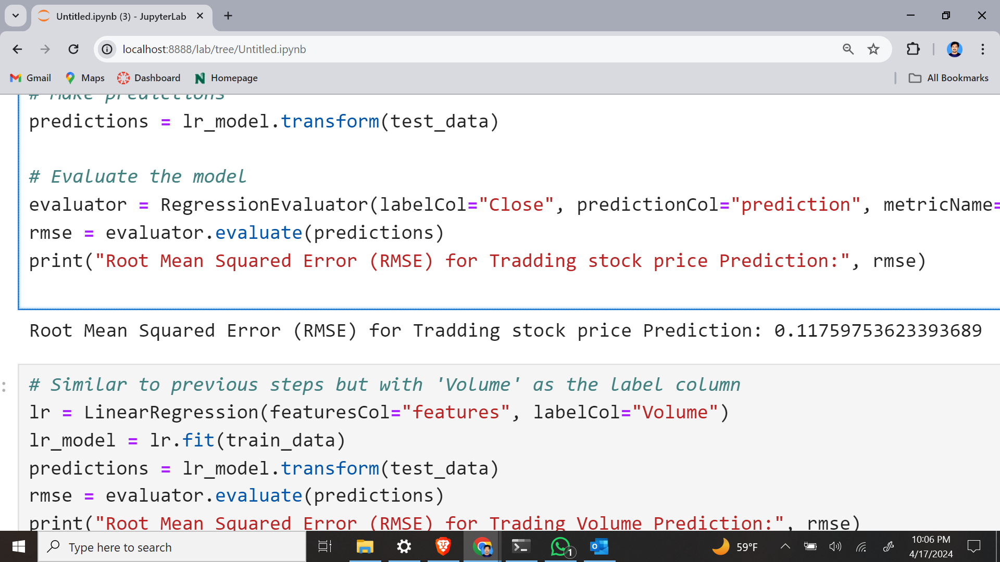 Untitled.ipynb (3) - JupyterLab
localhost:8888/lab/tree/Untitled.ipynb
Gmail
Maps
Dashboard
Homepage
All Bookmarks
# Make predictions
predictions = lr_model.transform(test_data)
# Evaluate the model
evaluator = RegressionEvaluator(labelCol="Close", predictionCol="prediction", metricName=
rmse = evaluator.evaluate(predictions)
print("Root Mean Squared Error (RMSE) for Tradding stock price Prediction:", rmse)
Root Mean Squared Error (RMSE) for Tradding stock price Prediction: 0.11759753623393689
# Similar to previous steps but with 'Volume' as the label column
lr = LinearRegression(featuresCol="features", labelCol="Volume")
lr_model = lr.fit(train_data)
predictions = lr_model.transform(test_data)
rmse = evaluator.evaluate(predictions)
print("Root Mean Squared Error (RMSE) for Trading Volume Prediction:", rmse)
Type here to search
1
59°F
10:06 PM
4/17/2024